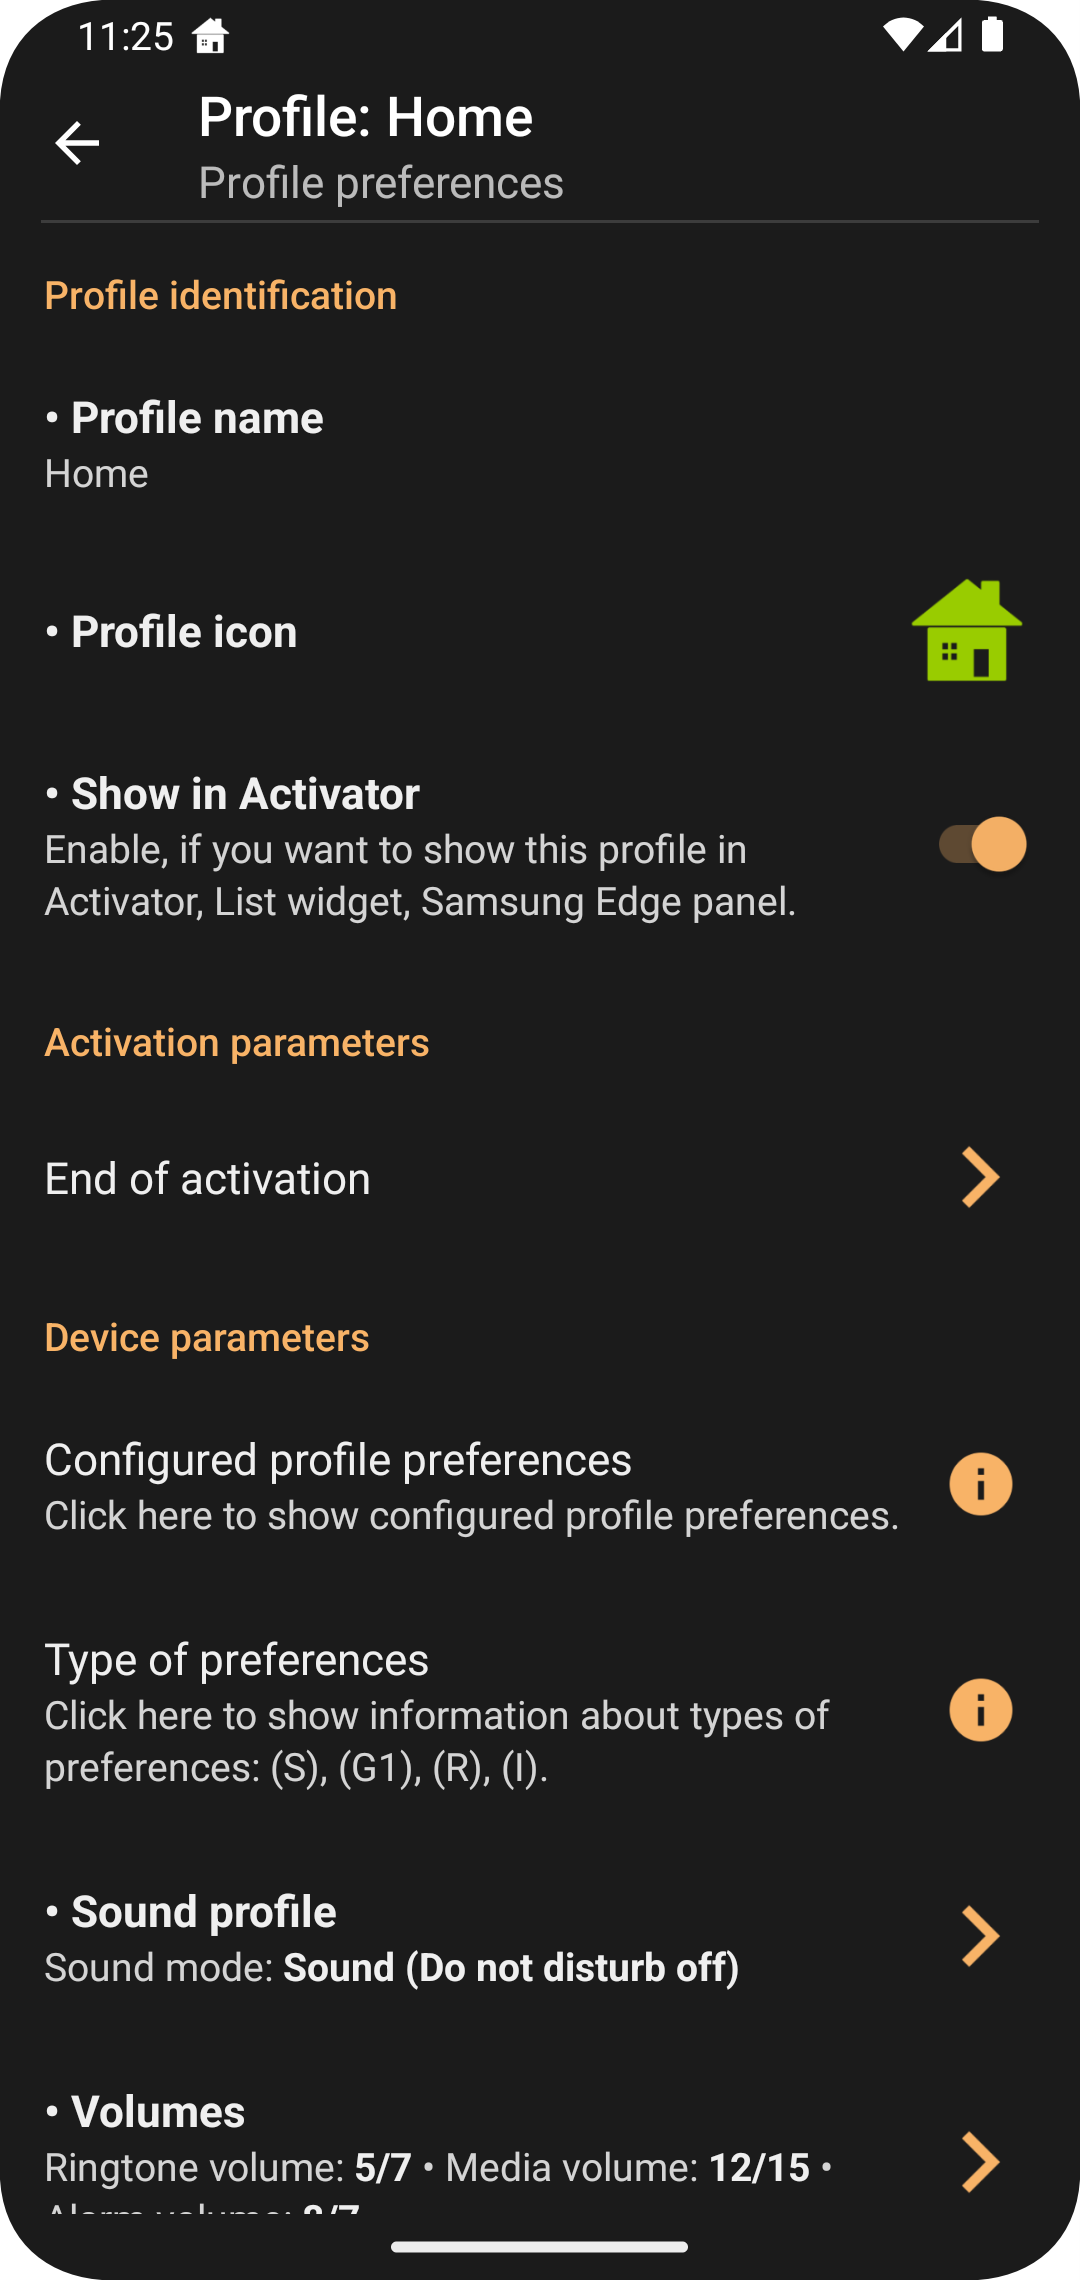 11:25
Profile: Home
Profile preferences
Profile identification
• Profile name
Home
• Profile icon
• Show in Activator
Enable, if you want to show this profile in
Activator, List widget, Samsung Edge panel.
Activation parameters
End of activation
Device parameters
Configured profile preferences
Click here to show configured profile preferences.
Type of preferences
Click here to show information about types of
preferences: (S), (G1), (R), (I).
• Sound profile
Sound mode: Sound (Do not disturb off)
• Volumes
Ringtone volume: 5/7 • Media volume: 12/15 •
Alarm volume: